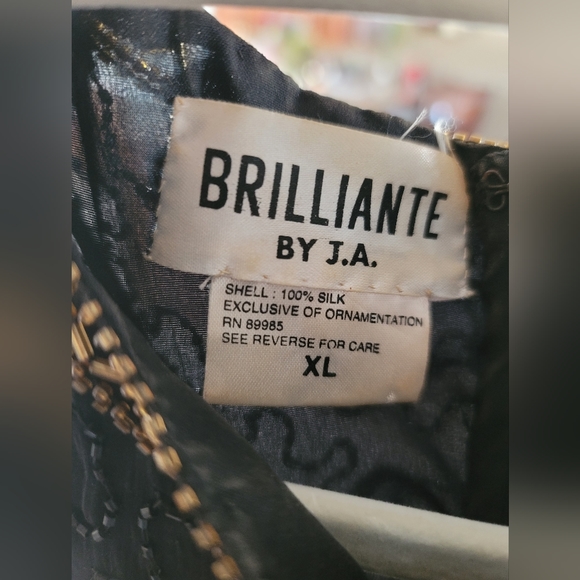 BRILLIANTE
BY J.A.
SHELL : 100% SILK
EXCLUSIVE OF ORNAMENTATION
RN 89985
SEE REVERSE FOR CARE
XL